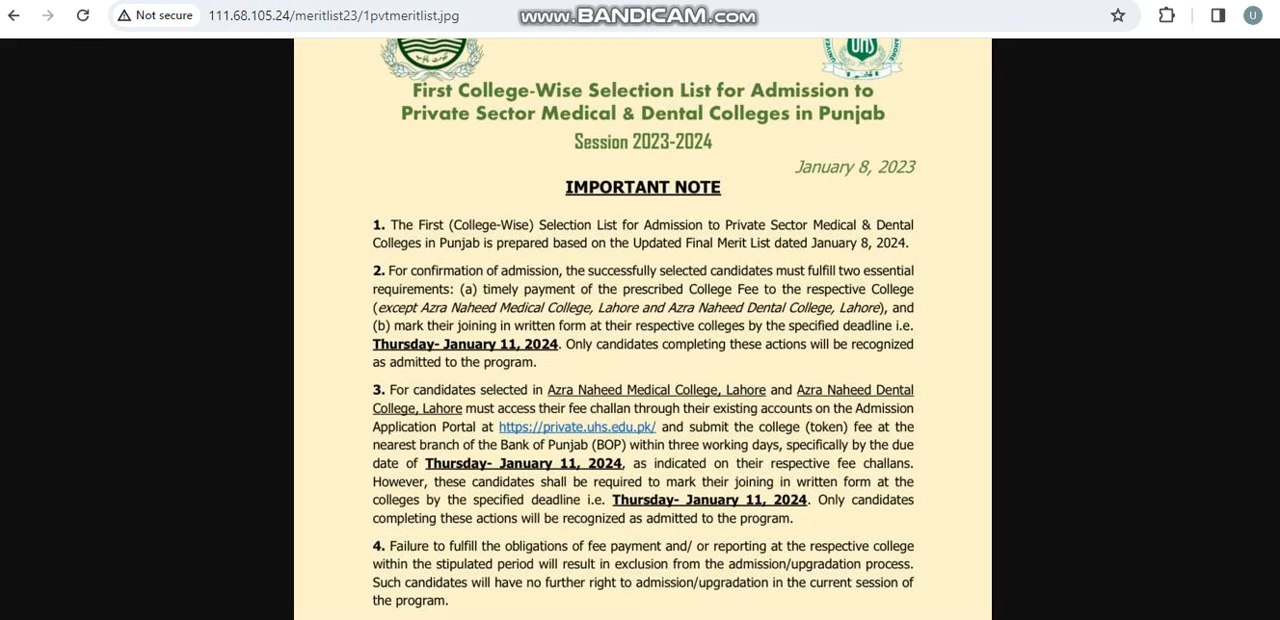 Not secure
111.68.105.24/meritlist23/1pvtmeritlist.jpg
www.BANDICAM.com
U
uhs
First College-Wise Selection List for Admission to
Private Sector Medical & Dental Colleges in Punjab
Session 2023-2024
January 8, 2023
IMPORTANT NOTE
1. The First (College-Wise) Selection List for Admission to Private Sector Medical & Dental
Colleges in Punjab is prepared based on the Updated Final Merit List dated January 8, 2024.
2. For confirmation of admission, the successfully selected candidates must fulfill two essential
requirements: (a) timely payment of the prescribed College Fee to the respective College
(except Azra Naheed Medical College, Lahore and Azra Naheed Dental College, Lahore), and
(b) mark their joining in written form at their respective colleges by the specified deadline i.e.
Thursday- January 11, 2024. Only candidates completing these actions will be recognized
as admitted to the program.
3. For candidates selected in Azra Naheed Medical College, Lahore and Azra Naheed Dental
College, Lahore must access their fee challan through their existing accounts on the Admission
Application Portal at https://private.uhs.edu.pk/ and submit the college (token) fee at the
nearest branch of the Bank of Punjab (BOP) within three working days, specifically by the due
date of Thursday- January 11, 2024, as indicated on their respective fee challans.
However, these candidates shall be required to mark their joining in written form at the
colleges by the specified deadline i.e. Thursday- January 11, 2024. Only candidates
completing these actions will be recognized as admitted to the program.
4. Failure to fulfill the obligations of fee payment and/ or reporting at the respective college
within the stipulated period will result in exclusion from the admission/upgradation process.
Such candidates will have no further right to admission/upgradation in the current session of
the program.